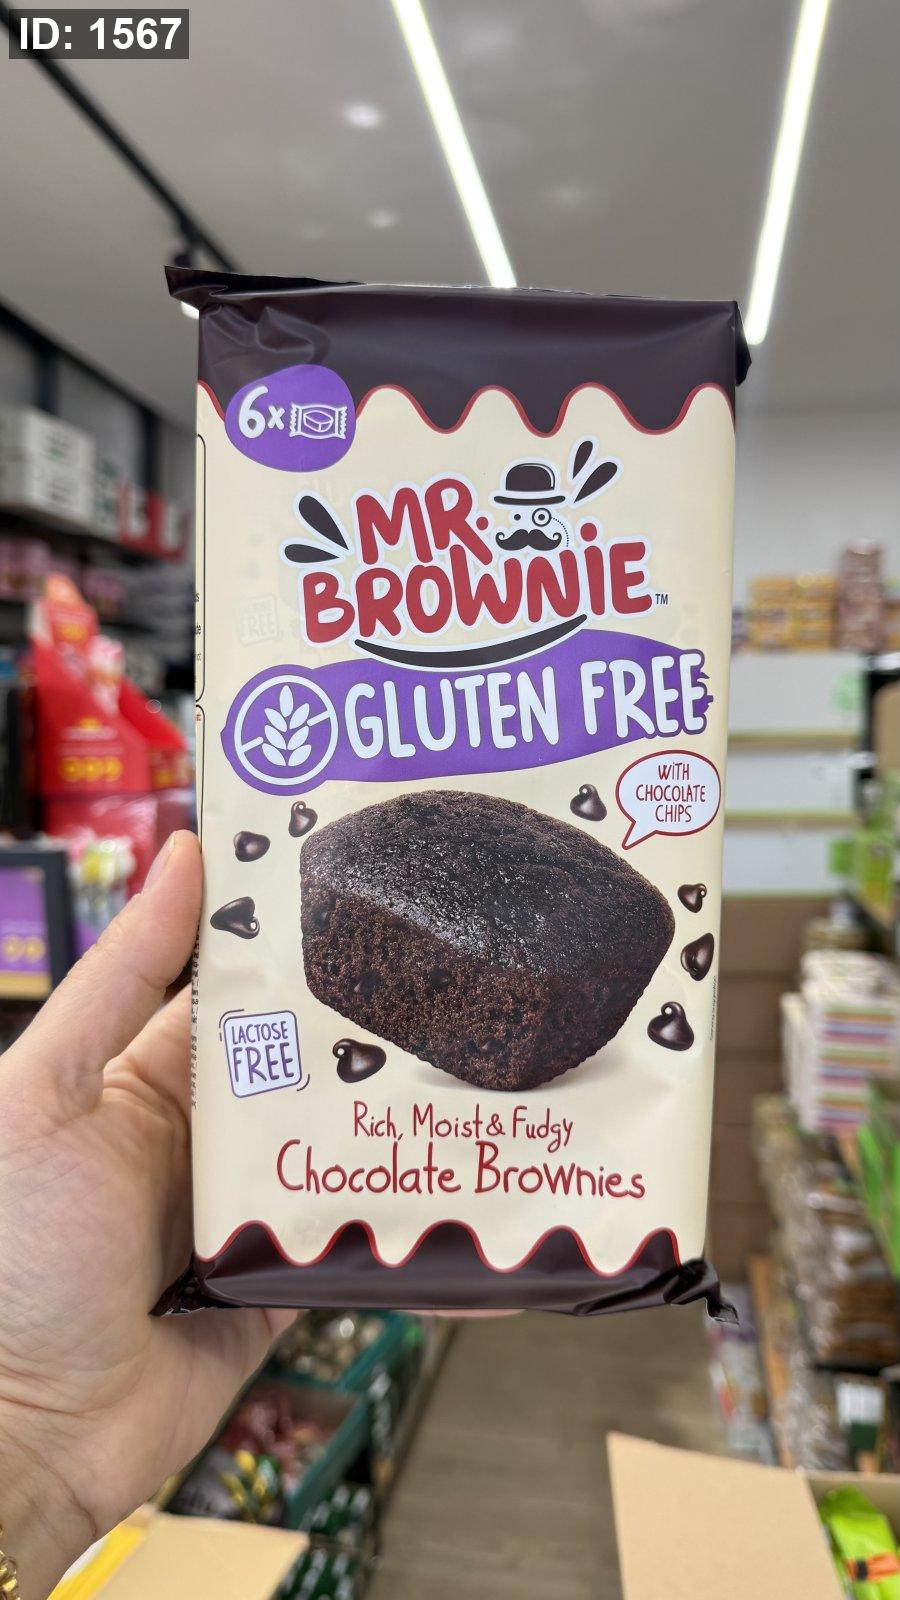 ID: 1567
6x
MR.
BROWNIE
TM
GLUTEN FREE
WITH
CHOCOLATE
CHIPS
LACTOSE
FREE
Rich, Moist & Fudgy
Chocolate Brownies